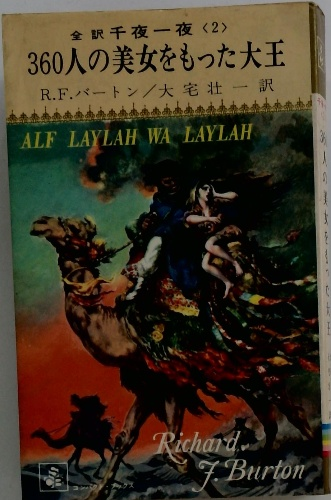 全訳 千夜一夜〈2〉
360人の美女をもった大王
R.F.バートン/大宅壮一訳
ALF LAYLAH WA LAYLAH
Richard.
F. Burton